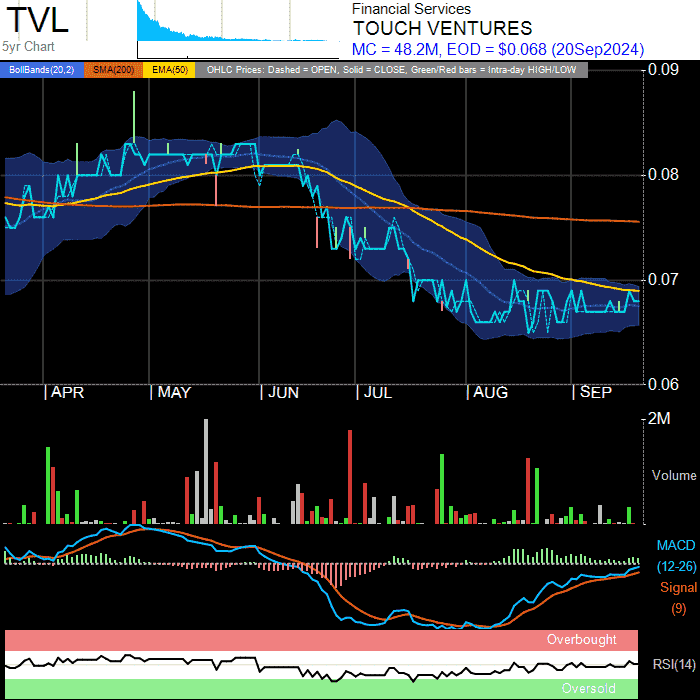 TVL
5yr Chart
Financial Services
TOUCH VENTURES
MC = 48.2M, EOD = $0.068 (20Sep2024)
BollBands(20,2) SMA(200) EMA(50) OHLC Prices: Dashed = OPEN, Solid = CLOSE, Green/Red bars = Intra-day HIGH/LOW
0.09
0.08
0.07
0.06
APR MAY JUN JUL AUG SEP
2M
Volume
MACD
(12-26)
Signal
(9)
Overbought
RSI(14)
Oversold